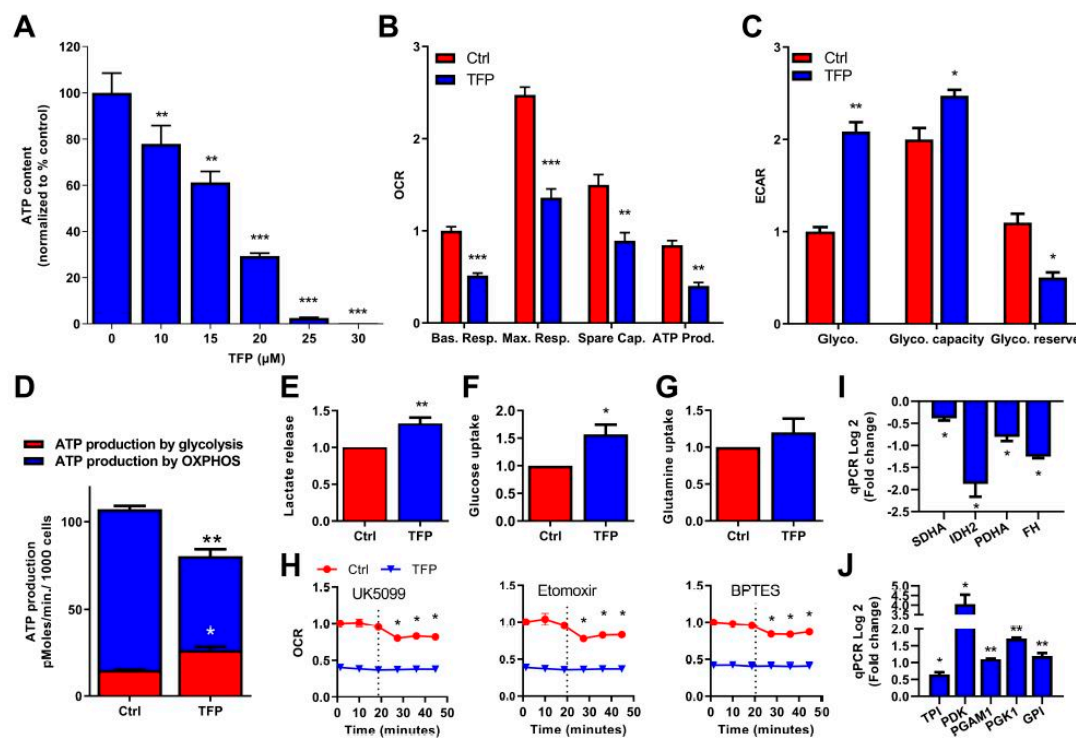 A
ATP content
(normalized to % control)
120
100
80
60
40
20
0
**
**
***
***
***
0 10 15 20 25 30
TFP (µM)
B
Ctrl
TFP
OCR
3
2
1
0
***
***
**
**
Bas. Resp. Max. Resp. Spare Cap. ATP Prod.
C
Ctrl
TFP
ECAR
3
2
1
0
**
*
*
Glyco. Glyco. capacity Glyco. reserve
D
ATP production by glycolysis
ATP production by OXPHOS
ATP production
pMoles/min./ 1000 cells
100
50
0
**
*
Ctrl TFP
E
Lactate release
1.5
1.0
0.5
0.0
**
Ctrl TFP
F
Glucose uptake
2.0
1.5
1.0
0.5
0.0
*
Ctrl TFP
G
Glutamine uptake
1.5
1.0
0.5
0.0
Ctrl TFP
H
Ctrl
TFP
OCR
UK5099
1.5
1.0
0.5
0.0
* * *
0 10 20 30 40 50
Time (minutes)
Etomoxir
1.5
1.0
0.5
0.0
* * *
0 10 20 30 40 50
Time (minutes)
BPTES
1.5
1.0
0.5
0.0
* * *
0 10 20 30 40 50
Time (minutes)
I
qPCR Log 2
(Fold change)
0.0
-0.5
-1.0
-1.5
-2.0
-2.5
*
*
*
*
SDHA IDH2 PDHA FH
J
qPCR Log 2
(Fold change)
5.0
4.5
4.0
3.5
3.0
2.0
1.5
1.0
0.5
0.0
*
*
**
**
**
TPI PDK PGAM1 PGK1 GPI